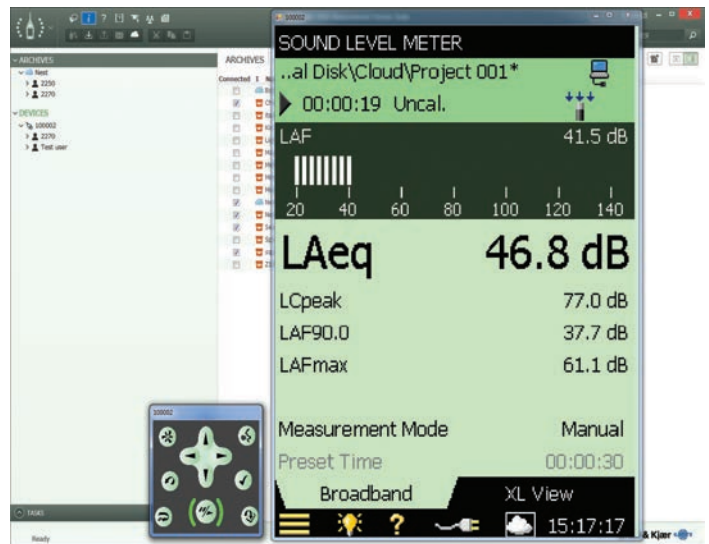 100002
ARCHIVES
ARCHIVES
Nest
2250
2270
DEVICES
100002
2270
Test user
Connected
SOUND LEVEL METER
..al Disk\Cloud\Project 001*
00:00:19 Uncal.
LAF 41.5 dB
20 40 60 80 100 120 140
LAeq 46.8 dB
LCpeak 77.0 dB
LAF90.0 37.7 dB
LAFmax 61.1 dB
Measurement Mode Manual
Preset Time 00:00:30
Broadband XL View
? 15:17:17
100002
TASKS
Ready
& Kjær